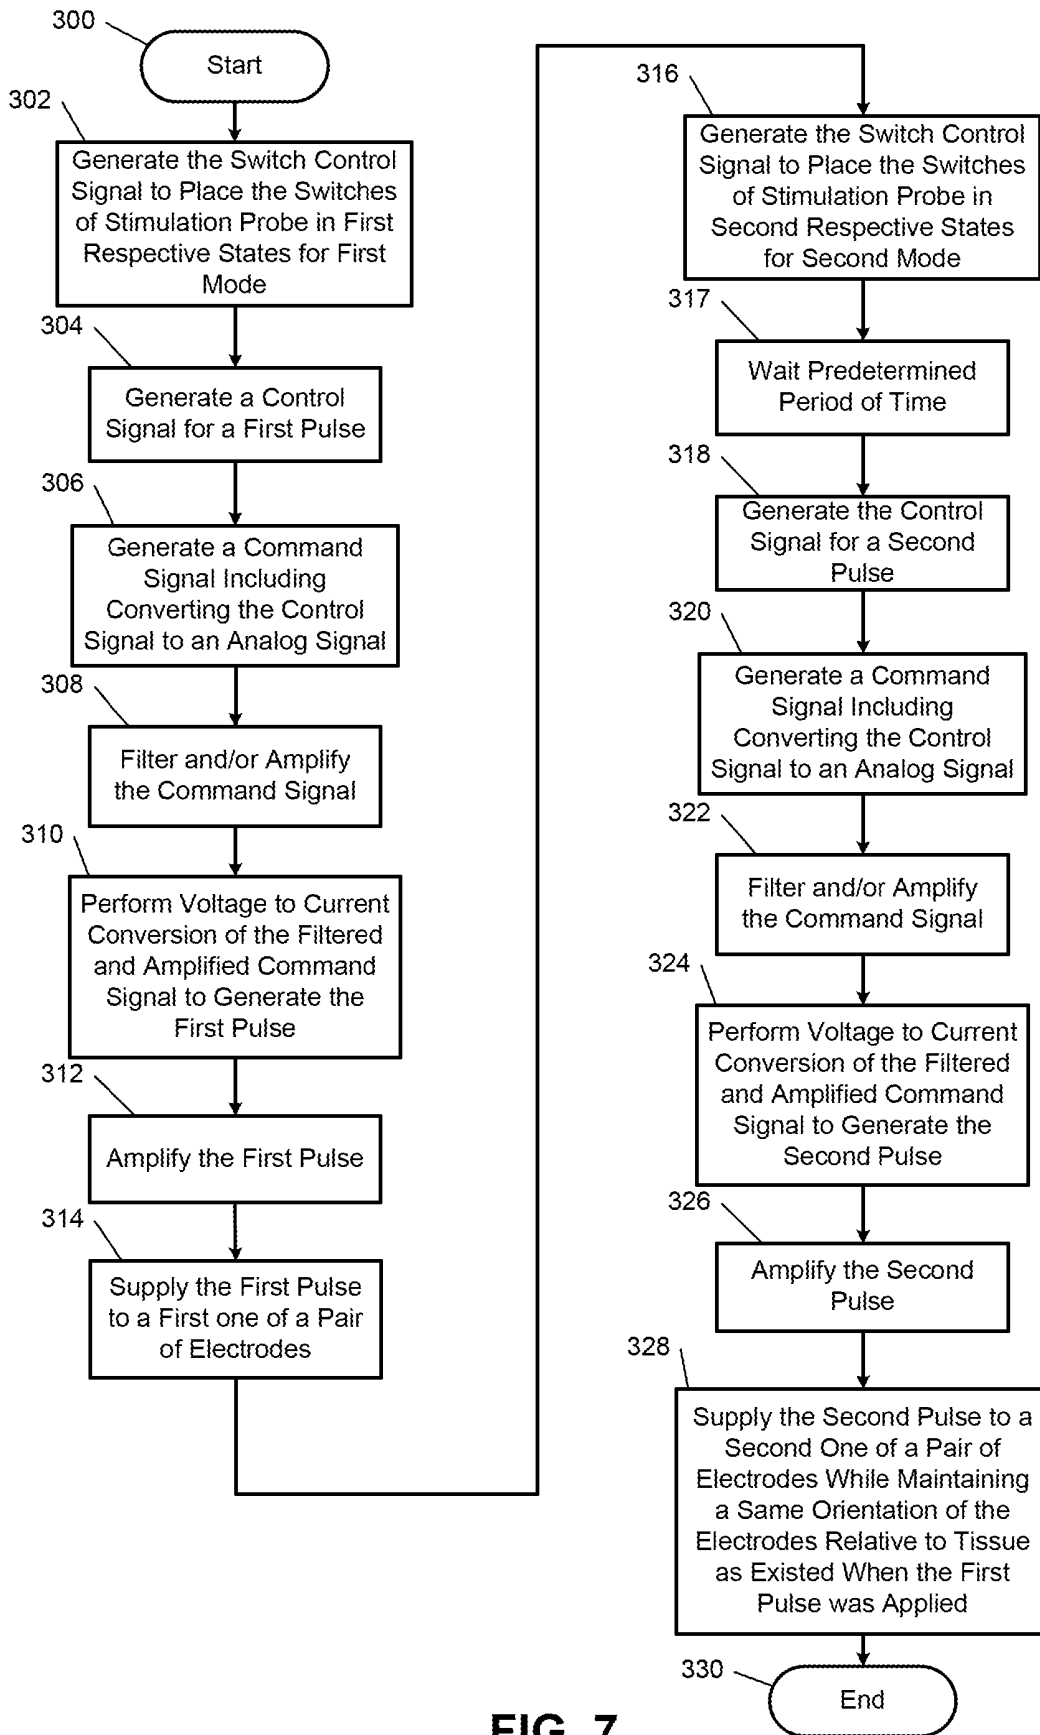 300
Start
302
Generate the Switch Control
Signal to Place the Switches
of Stimulation Probe in First
Respective States for First
Mode
304
Generate a Control
Signal for a First Pulse
306
Generate a Command
Signal Including
Converting the Control
Signal to an Analog Signal
308
Filter and/or Amplify
the Command Signal
310
Perform Voltage to Current
Conversion of the Filtered
and Amplified Command
Signal to Generate the
First Pulse
312
Amplify the First Pulse
314
Supply the First Pulse
to a First one of a Pair
of Electrodes
316
Generate the Switch Control
Signal to Place the Switches
of Stimulation Probe in
Second Respective States
for Second Mode
317
Wait Predetermined
Period of Time
318
Generate the Control
Signal for a Second
Pulse
320
Generate a Command
Signal Including
Converting the Control
Signal to an Analog Signal
322
Filter and/or Amplify
the Command Signal
324
Perform Voltage to Current
Conversion of the Filtered
and Amplified Command
Signal to Generate the
Second Pulse
326
Amplify the Second
Pulse
328
Supply the Second Pulse to a
Second One of a Pair of
Electrodes While Maintaining
a Same Orientation of the
Electrodes Relative to Tissue
as Existed When the First
Pulse was Applied
330
End
FIG. 7